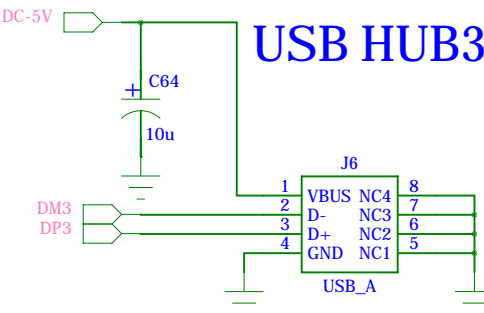 DC-5V
USB HUB3
+
C64
10u
J6
1 VBUS NC4 8
DM3 2 D- NC3 7
DP3 3 D+ NC2 6
4 GND NC1 5
USB_A